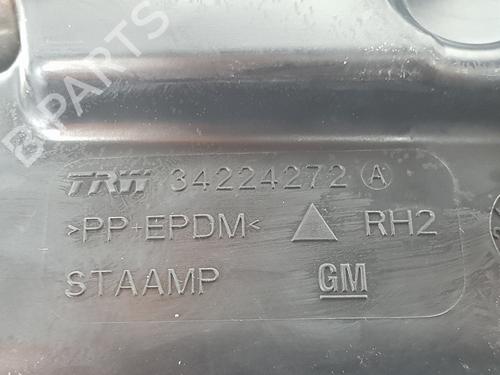 B-PARTS
TRW 34224272 A
>PP+EPDM< RH2
STAAMP GM